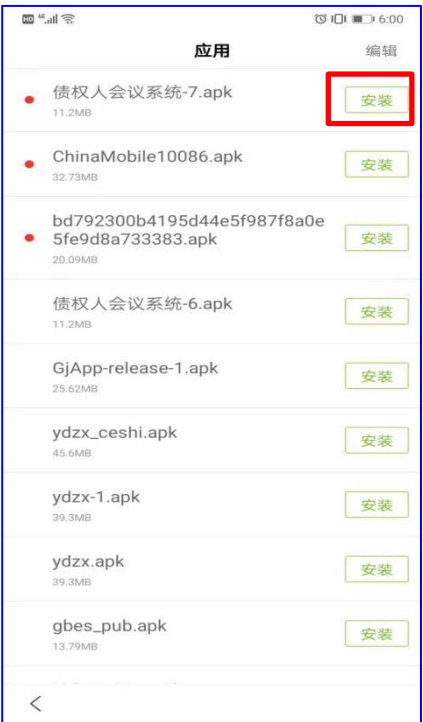 HD 4G 6:00
应用 编辑
债权人会议系统-7.apk
11.2MB
安装
ChinaMobile10086.apk
32.73MB
安装
bd792300b4195d44e5f987f8a0e
5fe9d8a733383.apk
20.09MB
安装
债权人会议系统-6.apk
11.2MB
安装
GjApp-release-1.apk
25.62MB
安装
ydzx_ceshi.apk
45.6MB
安装
ydzx-1.apk
39.3MB
安装
ydzx.apk
39.3MB
安装
gbes_pub.apk
13.79MB
安装